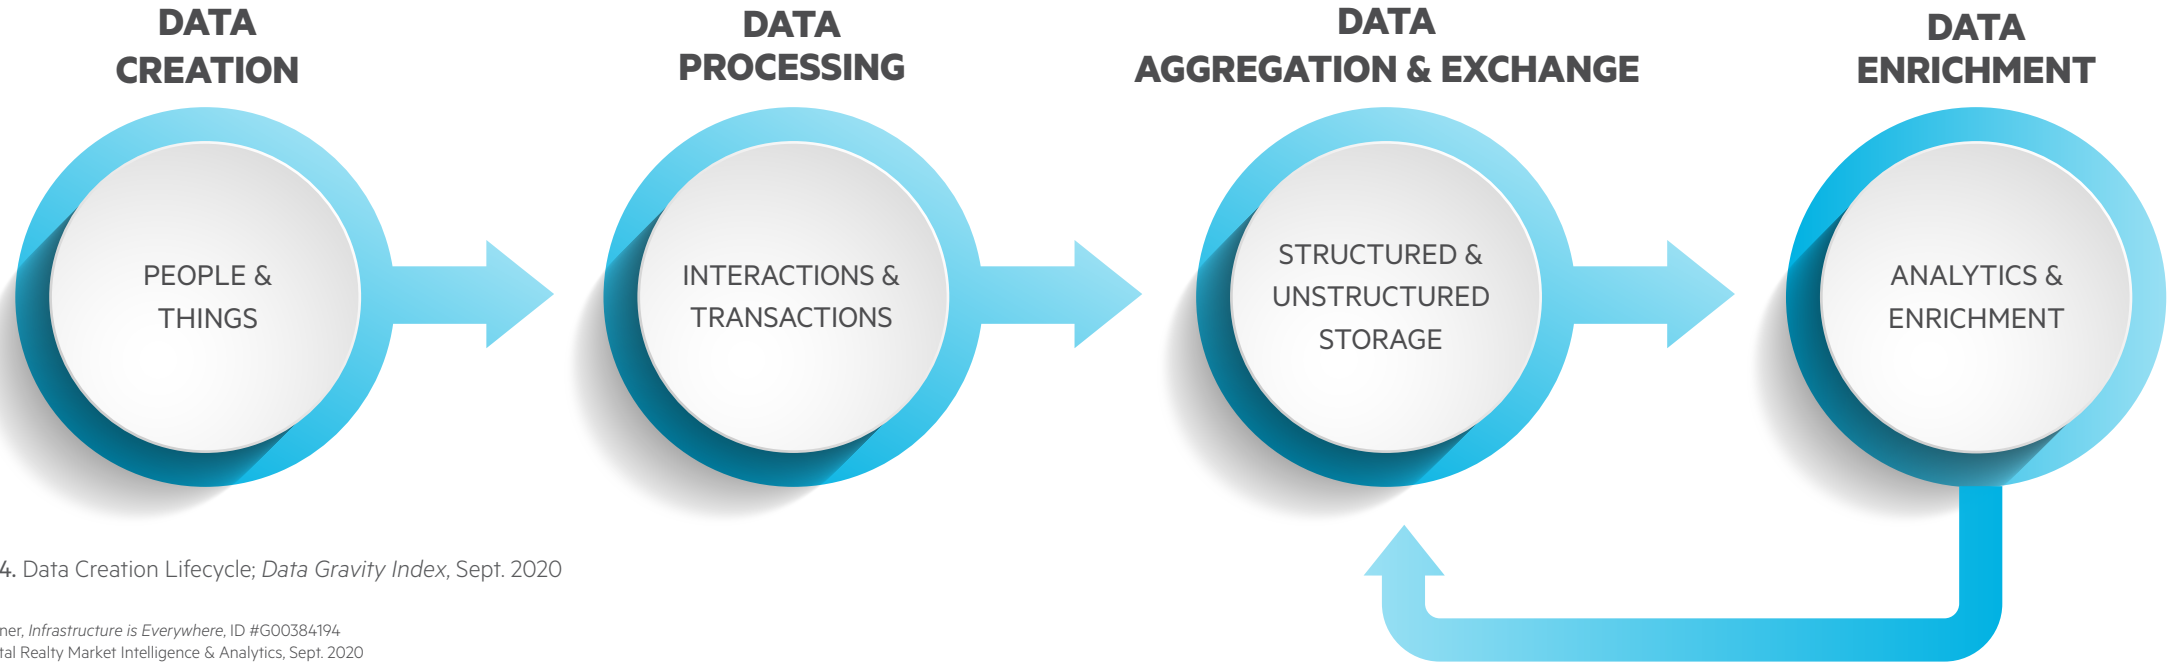 DATA
CREATION
DATA
PROCESSING
DATA
AGGREGATION & EXCHANGE
DATA
ENRICHMENT
PEOPLE &
THINGS
INTERACTIONS &
TRANSACTIONS
STRUCTURED &
UNSTRUCTURED
STORAGE
ANALYTICS &
ENRICHMENT
4. Data Creation Lifecycle; Data Gravity Index, Sept. 2020
Infrastructure is Everywhere, ID #G00384194
Realty Market Intelligence & Analytics, Sept. 2020